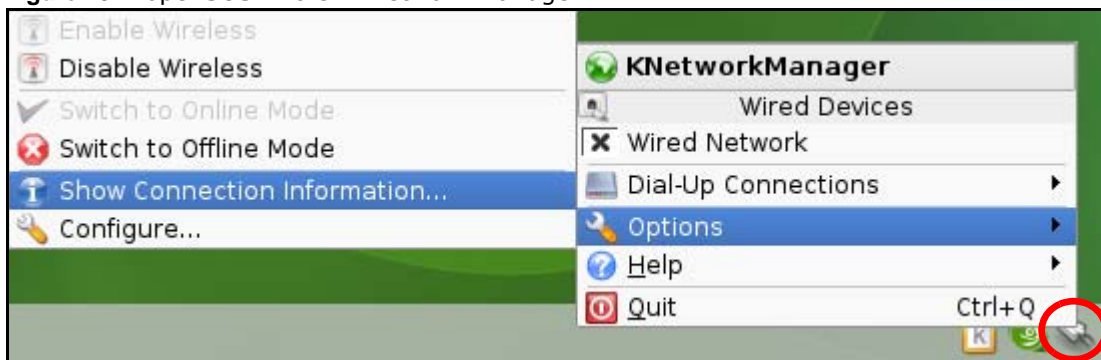 Enable Wireless
Disable Wireless
Switch to Online Mode
Switch to Offline Mode
Show Connection Information...
Configure...
KNetworkManager
Wired Devices
Wired Network
Dial-Up Connections
Options
Help
Quit Ctrl+Q
K